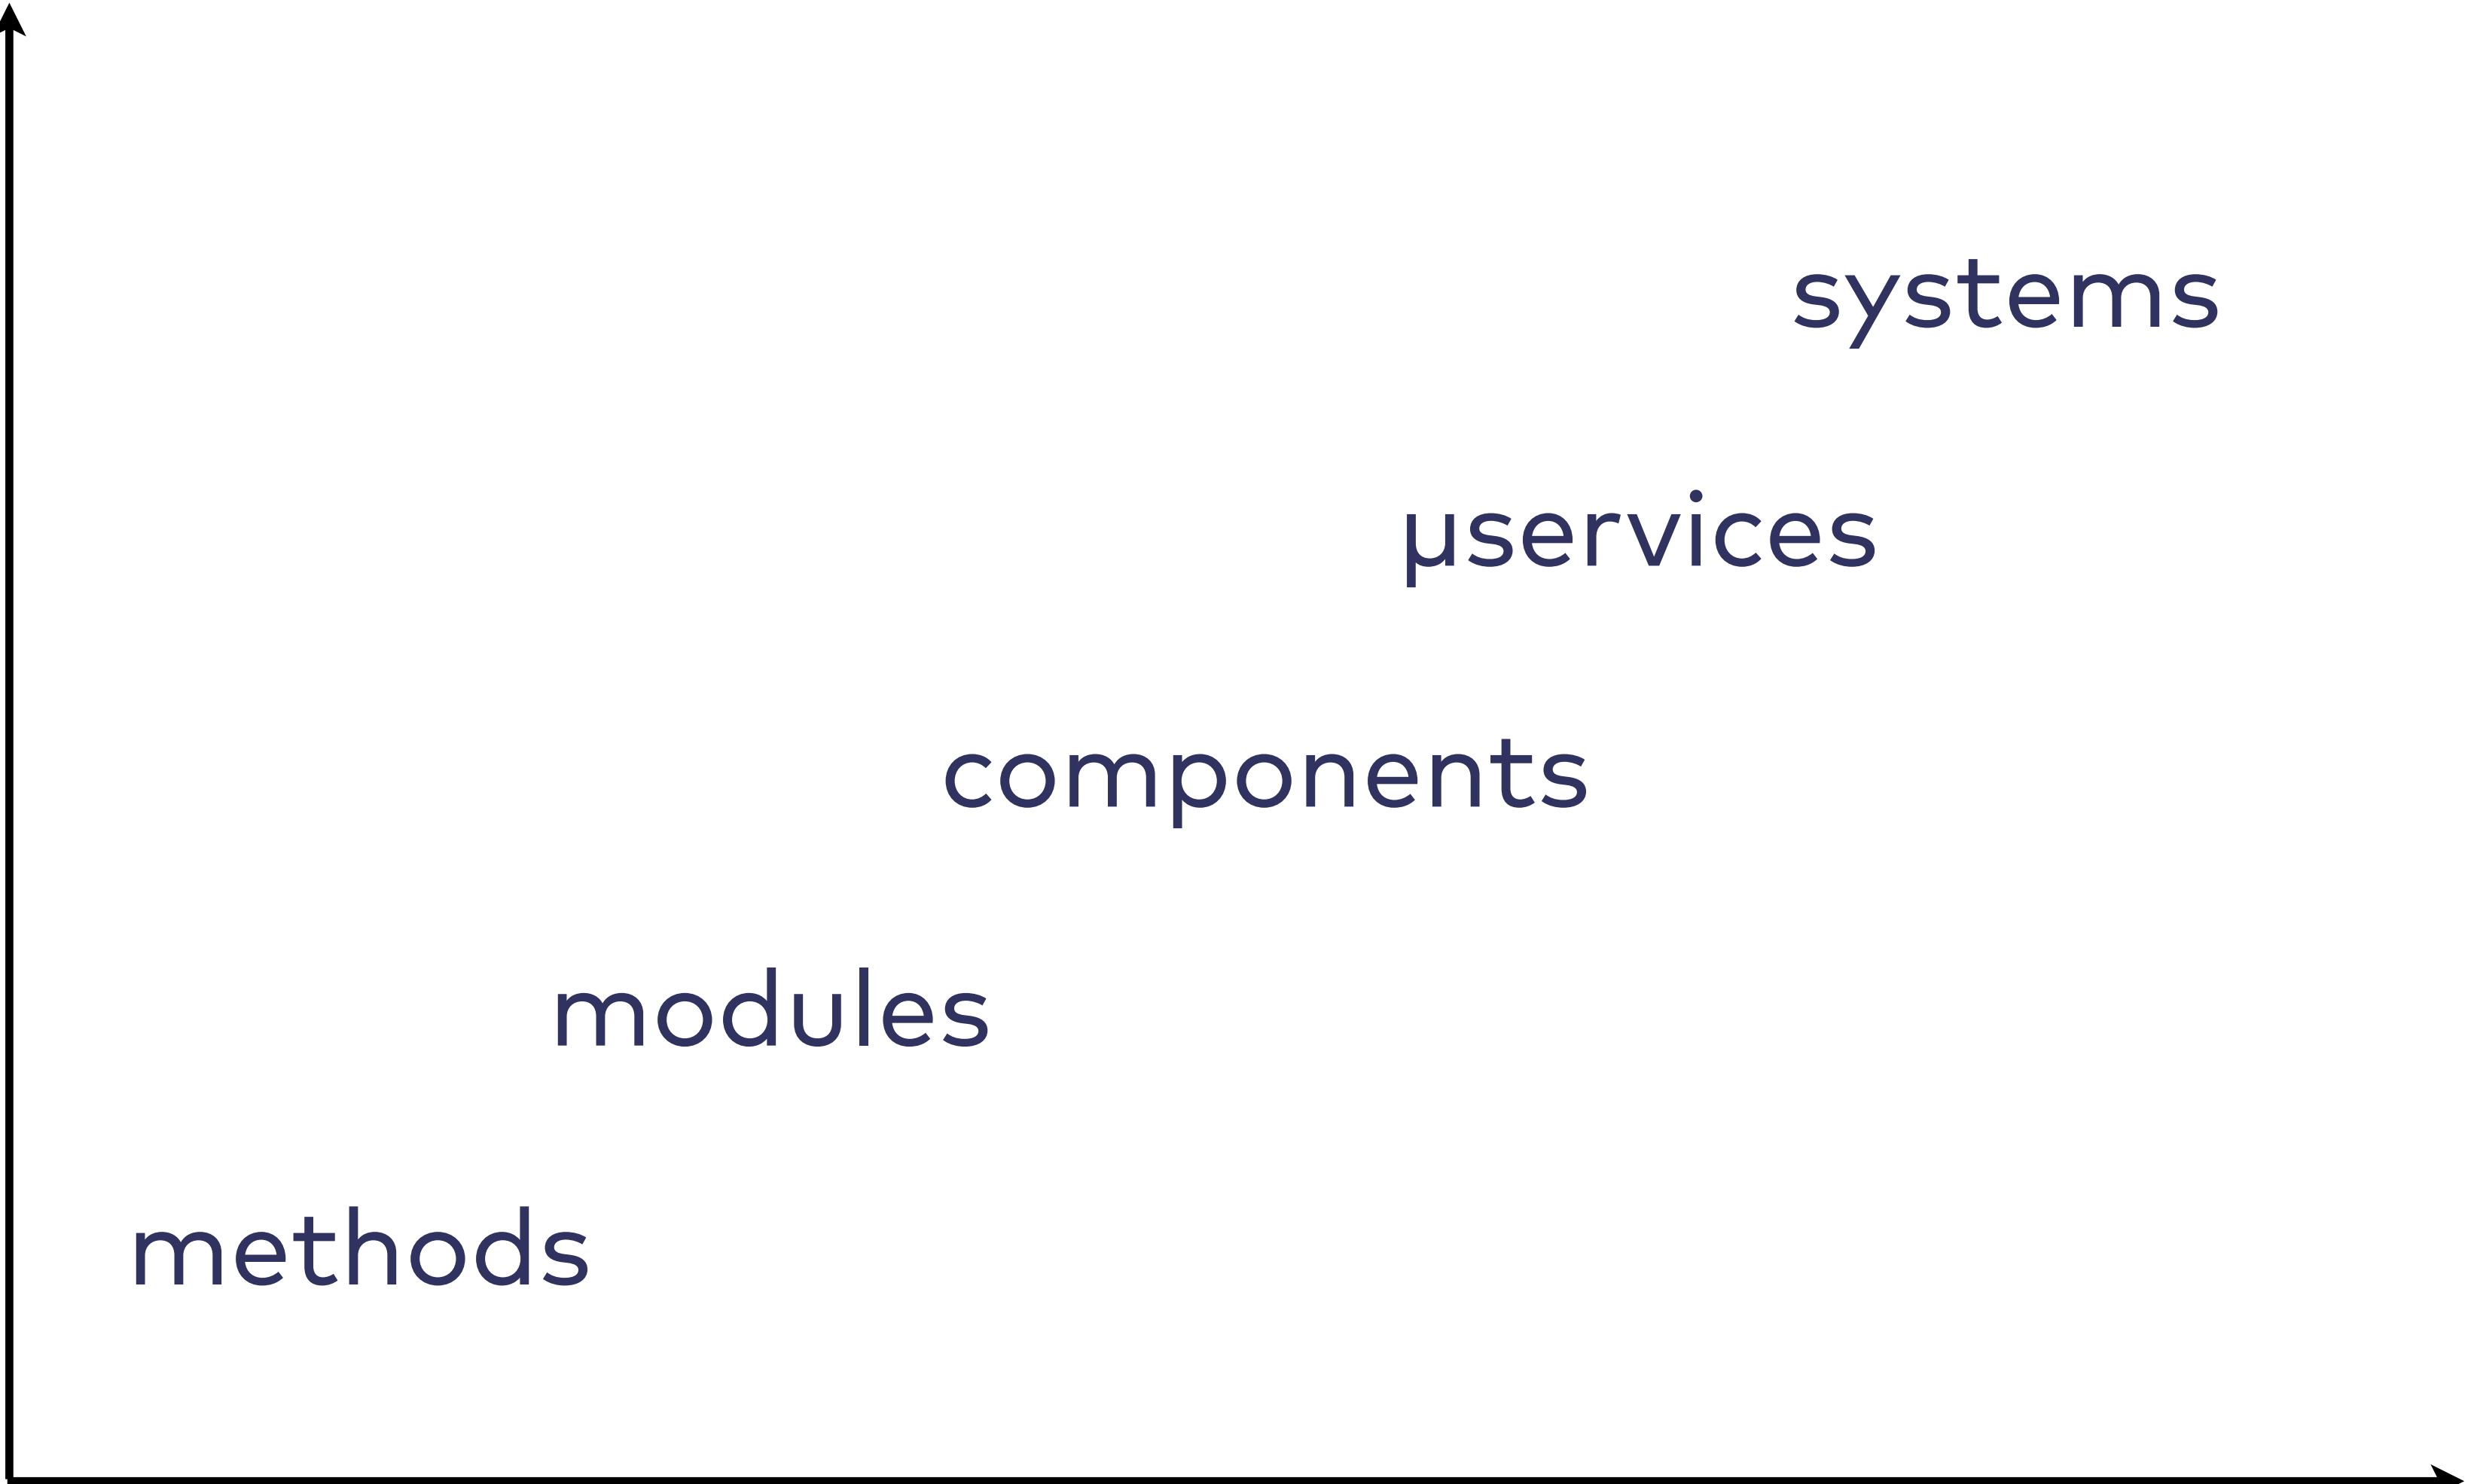 systems
µservices
components
modules
methods